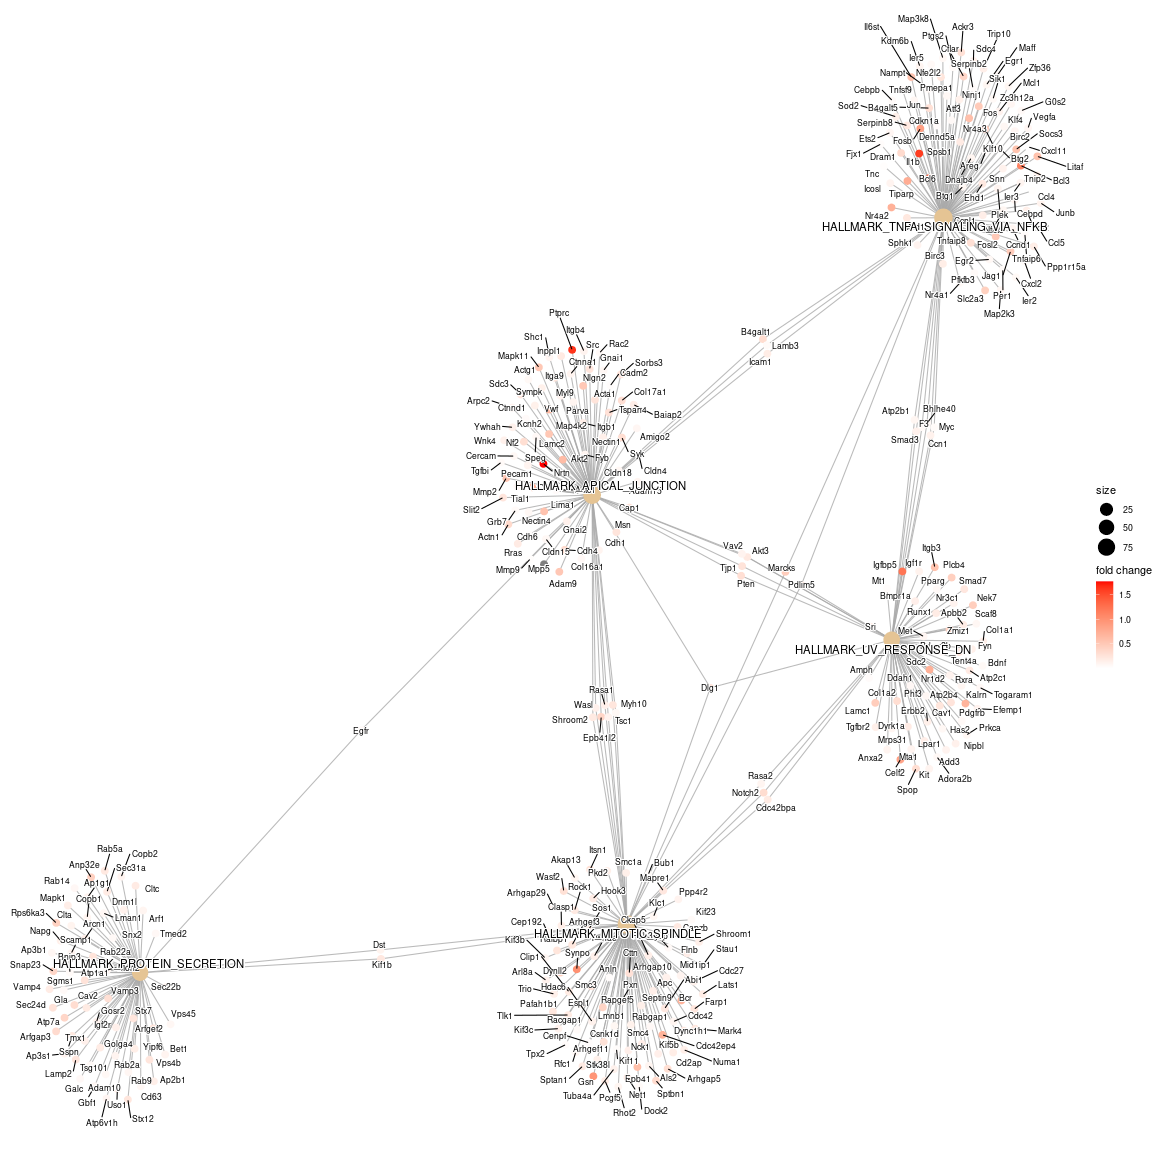 Map3k8
Il6st
Ackr3
Ptgs2
Trip10
Kdm6b
Cflar
Sdc4
Maff
Ier5
Serpinb2
Egr1
Zfp36
Nampt
Nfe2l2
Sik1
Mcl1
Cebpb
Tnfsf9
Pmepa1
Ninj1
Zc3h12a
G0s2
Sod2
B4galt5
Jun
Atf3
Fos
Klf4
Vegfa
Serpinb8
Cdkn1a
Nr4a3
Birc2
Socs3
Ets2
Fosb
Dennd5a
Klf10
Cxcl11
Fjx1
Dram1
Il1b
Spsb1
Areg
Btg2
Litaf
Tnc
Bcl6
Dnajb4
Snn
Tnip2
Bcl3
Icosl
Tiparp
Btg1
Ehd1
Ier3
Ccl4
Nr4a2
Plek
Cebpd
Junb
HALLMARK_TNFA_SIGNALING_VIA_NFKB
Sphk1
Tnfaip8
Fosl2
Ccnd1
Ccl5
Birc3
Egr2
Tnfaip6
Ppp1r15a
Pfkfb3
Jag1
Cxcl2
Nr4a1
Slc2a3
Per1
Ier2
Map2k3
Ptprc
Itgb4
Shc1
Src
Rac2
Inppl1
Mapk11
Ctnna1
Gnai1
Sorbs3
Actg1
Itga9
Nlgn2
Cadm2
Sdc3
Sympk
Myl9
Acta1
Col17a1
Arpc2
Ctnnd1
Vwf
Parva
Tspan4
Baiap2
Ywhah
Kcnh2
Map4k2
Itgb1
Wnk4
Nf2
Lamc2
Nectin1
Amigo2
Cercam
Speg
Akt2
Fyb
Syk
Tgfbi
Pecam1
Nrtn
Cldn18
Cldn4
HALLMARK_APICAL_JUNCTION
Mmp2
Tial1
Slit2
Lima1
Cap1
Grb7
Nectin4
Msn
Actn1
Cdh6
Gnai2
Cdh1
Rras
Cldn15
Cdh4
Mmp9
Mpp5
Col16a1
Adam9
B4galt1
Lamb3
Icam1
Atp2b1
Bhlhe40
F3
Myc
Smad3
Ccn1
Vav2
Akt3
Tjp1
Marcks
Pten
Pdlim5
Itgb3
Igfbp5
Igf1r
Plcb4
Mt1
Pparg
Smad7
Bmpr1a
Nr3c1
Nek7
Runx1
Apbb2
Scaf8
Sri
Met
Zmiz1
Col1a1
Fyn
HALLMARK_UV_RESPONSE_DN
Amph
Sdc2
Tent4a
Bdnf
Ddah1
Nr1d2
Rxra
Atp2c1
Col1a2
Phf3
Atp2b4
Kalrn
Togaram1
Lamc1
Erbb2
Cav1
Pdgfrb
Efemp1
Tgfbr2
Dyrk1a
Has2
Prkca
Mrps31
Lpar1
Nipbl
Anxa2
Mta1
Add3
Celf2
Kit
Adora2b
Spop
Dlg1
Rasa1
Wasl
Myh10
Shroom2
Tsc1
Epb41l2
Egfr
Rasa2
Notch2
Cdc42bpa
Dst
Kif1b
Rab5a
Copb2
Anp32e
Sec31a
Rab14
Ap1g1
Cltc
Mapk1
Copb1
Dnm1l
Rps6ka3
Clta
Lman1
Arf1
Napg
Arcn1
Snx2
Tmed2
Scamp1
Ap3b1
Bnip3
Rab22a
HALLMARK_PROTEIN_SECRETION
Snap23
Atp1a1
Sgms1
Sec22b
Vamp4
Cav2
Vamp3
Sec24d
Gla
Gosr2
Stx7
Vps45
Atp7a
Igf2r
Arfgef2
Arfgap3
Tmx1
Golga4
Yipf6
Bet1
Ap3s1
Sspn
Rab2a
Vps4b
Lamp2
Tsg101
Galc
Adam10
Rab9
Ap2b1
Gbf1
Uso1
Cd63
Atp6v1h
Stx12
Itsn1
Akap13
Smc1a
Bub1
Wasf2
Pkd2
Mapre1
Arhgap29
Rock1
Hook3
Klc1
Ppp4r2
Clasp1
Sos1
Cep192
Arhgef3
Ckap5
Kif23
HALLMARK_MITOTIC_SPINDLE
Shroom1
Kif3b
Synpo
Cttn
Flnb
Stau1
Clip1
Mid1ip1
Arl8a
Dynll2
Anln
Arhgap10
Cdc27
Trio
Hdac6
Smc3
Pxn
Apc
Abi1
Lats1
Pafah1b1
Espl1
Rapgef5
Septin9
Bcr
Farp1
Tlk1
Racgap1
Lmnb1
Rabgap1
Cdc42
Kif3c
Cenpf
Csnk1d
Smc4
Dync1h1
Mark4
Tpx2
Arhgef11
Nck1
Kif5b
Cdc42ep4
Rfc1
Stk38l
Kif11
Cd2ap
Numa1
Sptan1
Gsn
Epb41
Als2
Arhgap5
Tuba4a
Pcgf5
Net1
Sptbn1
Rhot2
Dock2
size
25
50
75
fold change
1.5
1.0
0.5